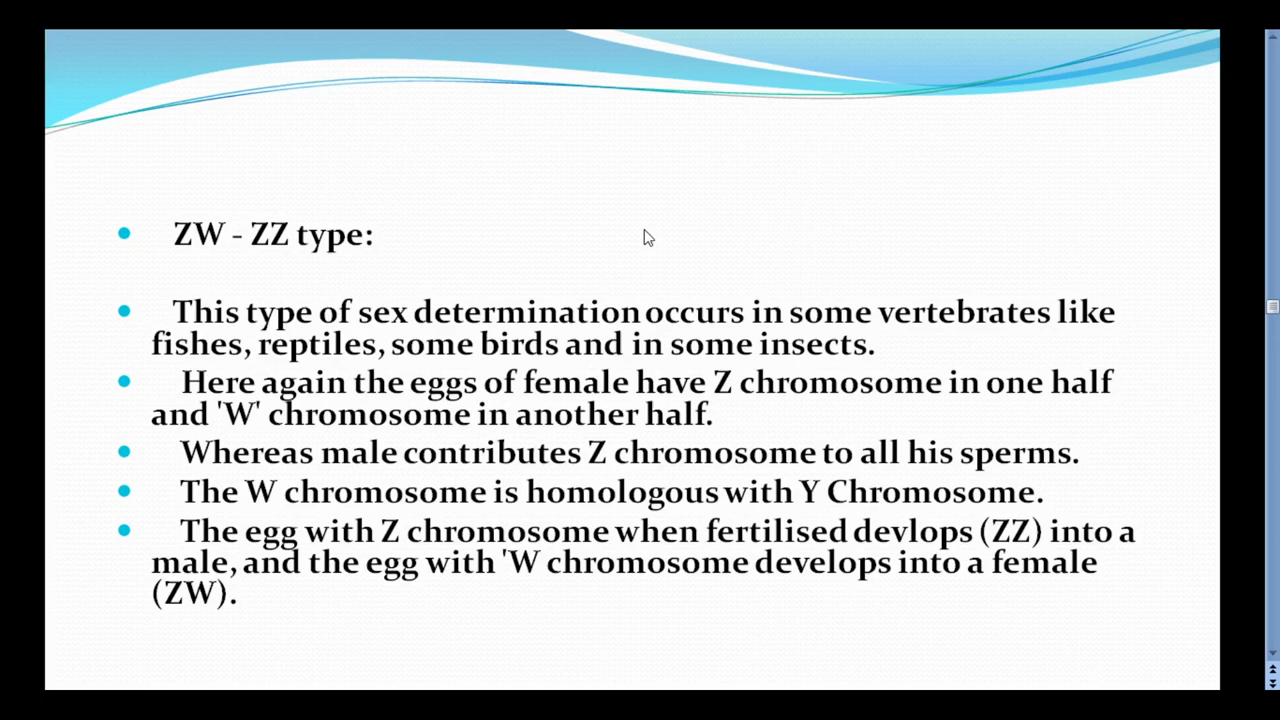 ZW - ZZ type:
This type of sex determination occurs in some vertebrates like
fishes, reptiles, some birds and in some insects.
Here again the eggs of female have Z chromosome in one half
and 'W' chromosome in another half.
Whereas male contributes Z chromosome to all his sperms.
The W chromosome is homologous with Y Chromosome.
The egg with Z chromosome when fertilised devlops (ZZ) into a
male, and the egg with 'W chromosome develops into a female
(ZW).